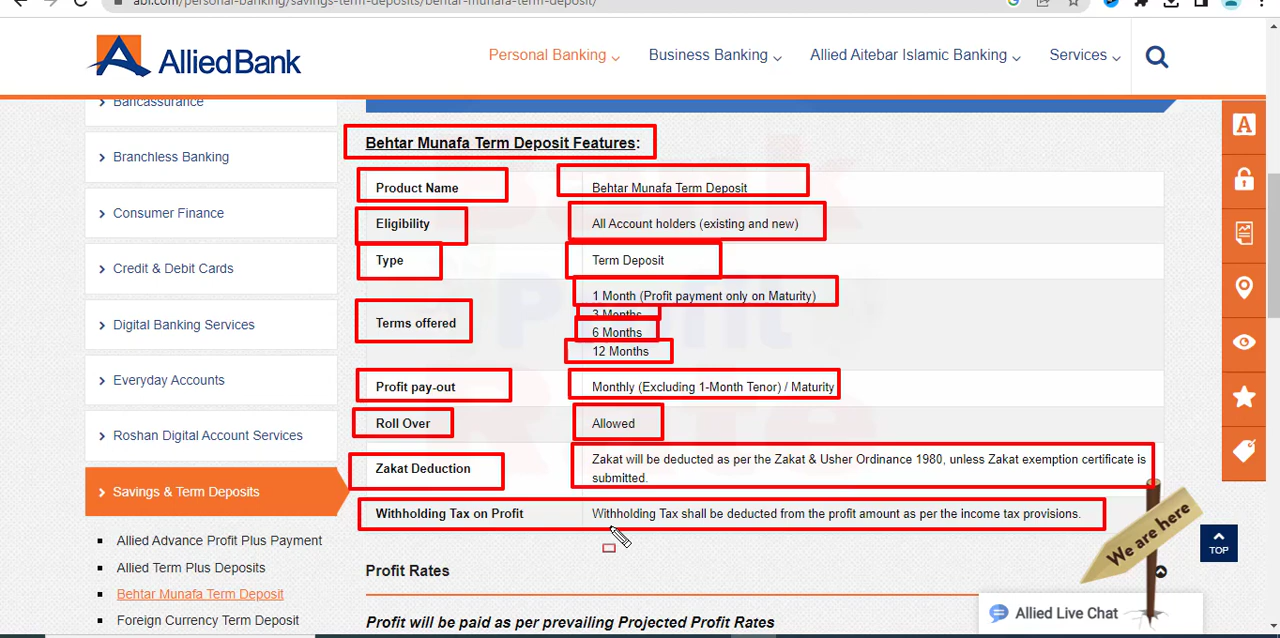 abl.com/personal-banking/savings-term-deposits/behtar-munafa-term-deposit/
Allied Bank
Personal Banking
Business Banking
Allied Aitebar Islamic Banking
Services
Bancassurance
Branchless Banking
Consumer Finance
Credit & Debit Cards
Digital Banking Services
Everyday Accounts
Roshan Digital Account Services
Savings & Term Deposits
Allied Advance Profit Plus Payment
Allied Term Plus Deposits
Behtar Munafa Term Deposit
Foreign Currency Term Deposit
Behtar Munafa Term Deposit Features:
Product Name Behtar Munafa Term Deposit
Eligibility All Account holders (existing and new)
Type Term Deposit
Terms offered
1 Month (Profit payment only on Maturity)
3 Months
6 Months
12 Months
Profit pay-out Monthly (Excluding 1-Month Tenor) / Maturity
Roll Over Allowed
Zakat Deduction
Zakat will be deducted as per the Zakat & Usher Ordinance 1980, unless Zakat exemption certificate is
submitted.
Withholding Tax on Profit Withholding Tax shall be deducted from the profit amount as per the income tax provisions.
Profit Rates
Profit will be paid as per prevailing Projected Profit Rates
Bank
Profit
Rate
A
We are here
TOP
Allied Live Chat